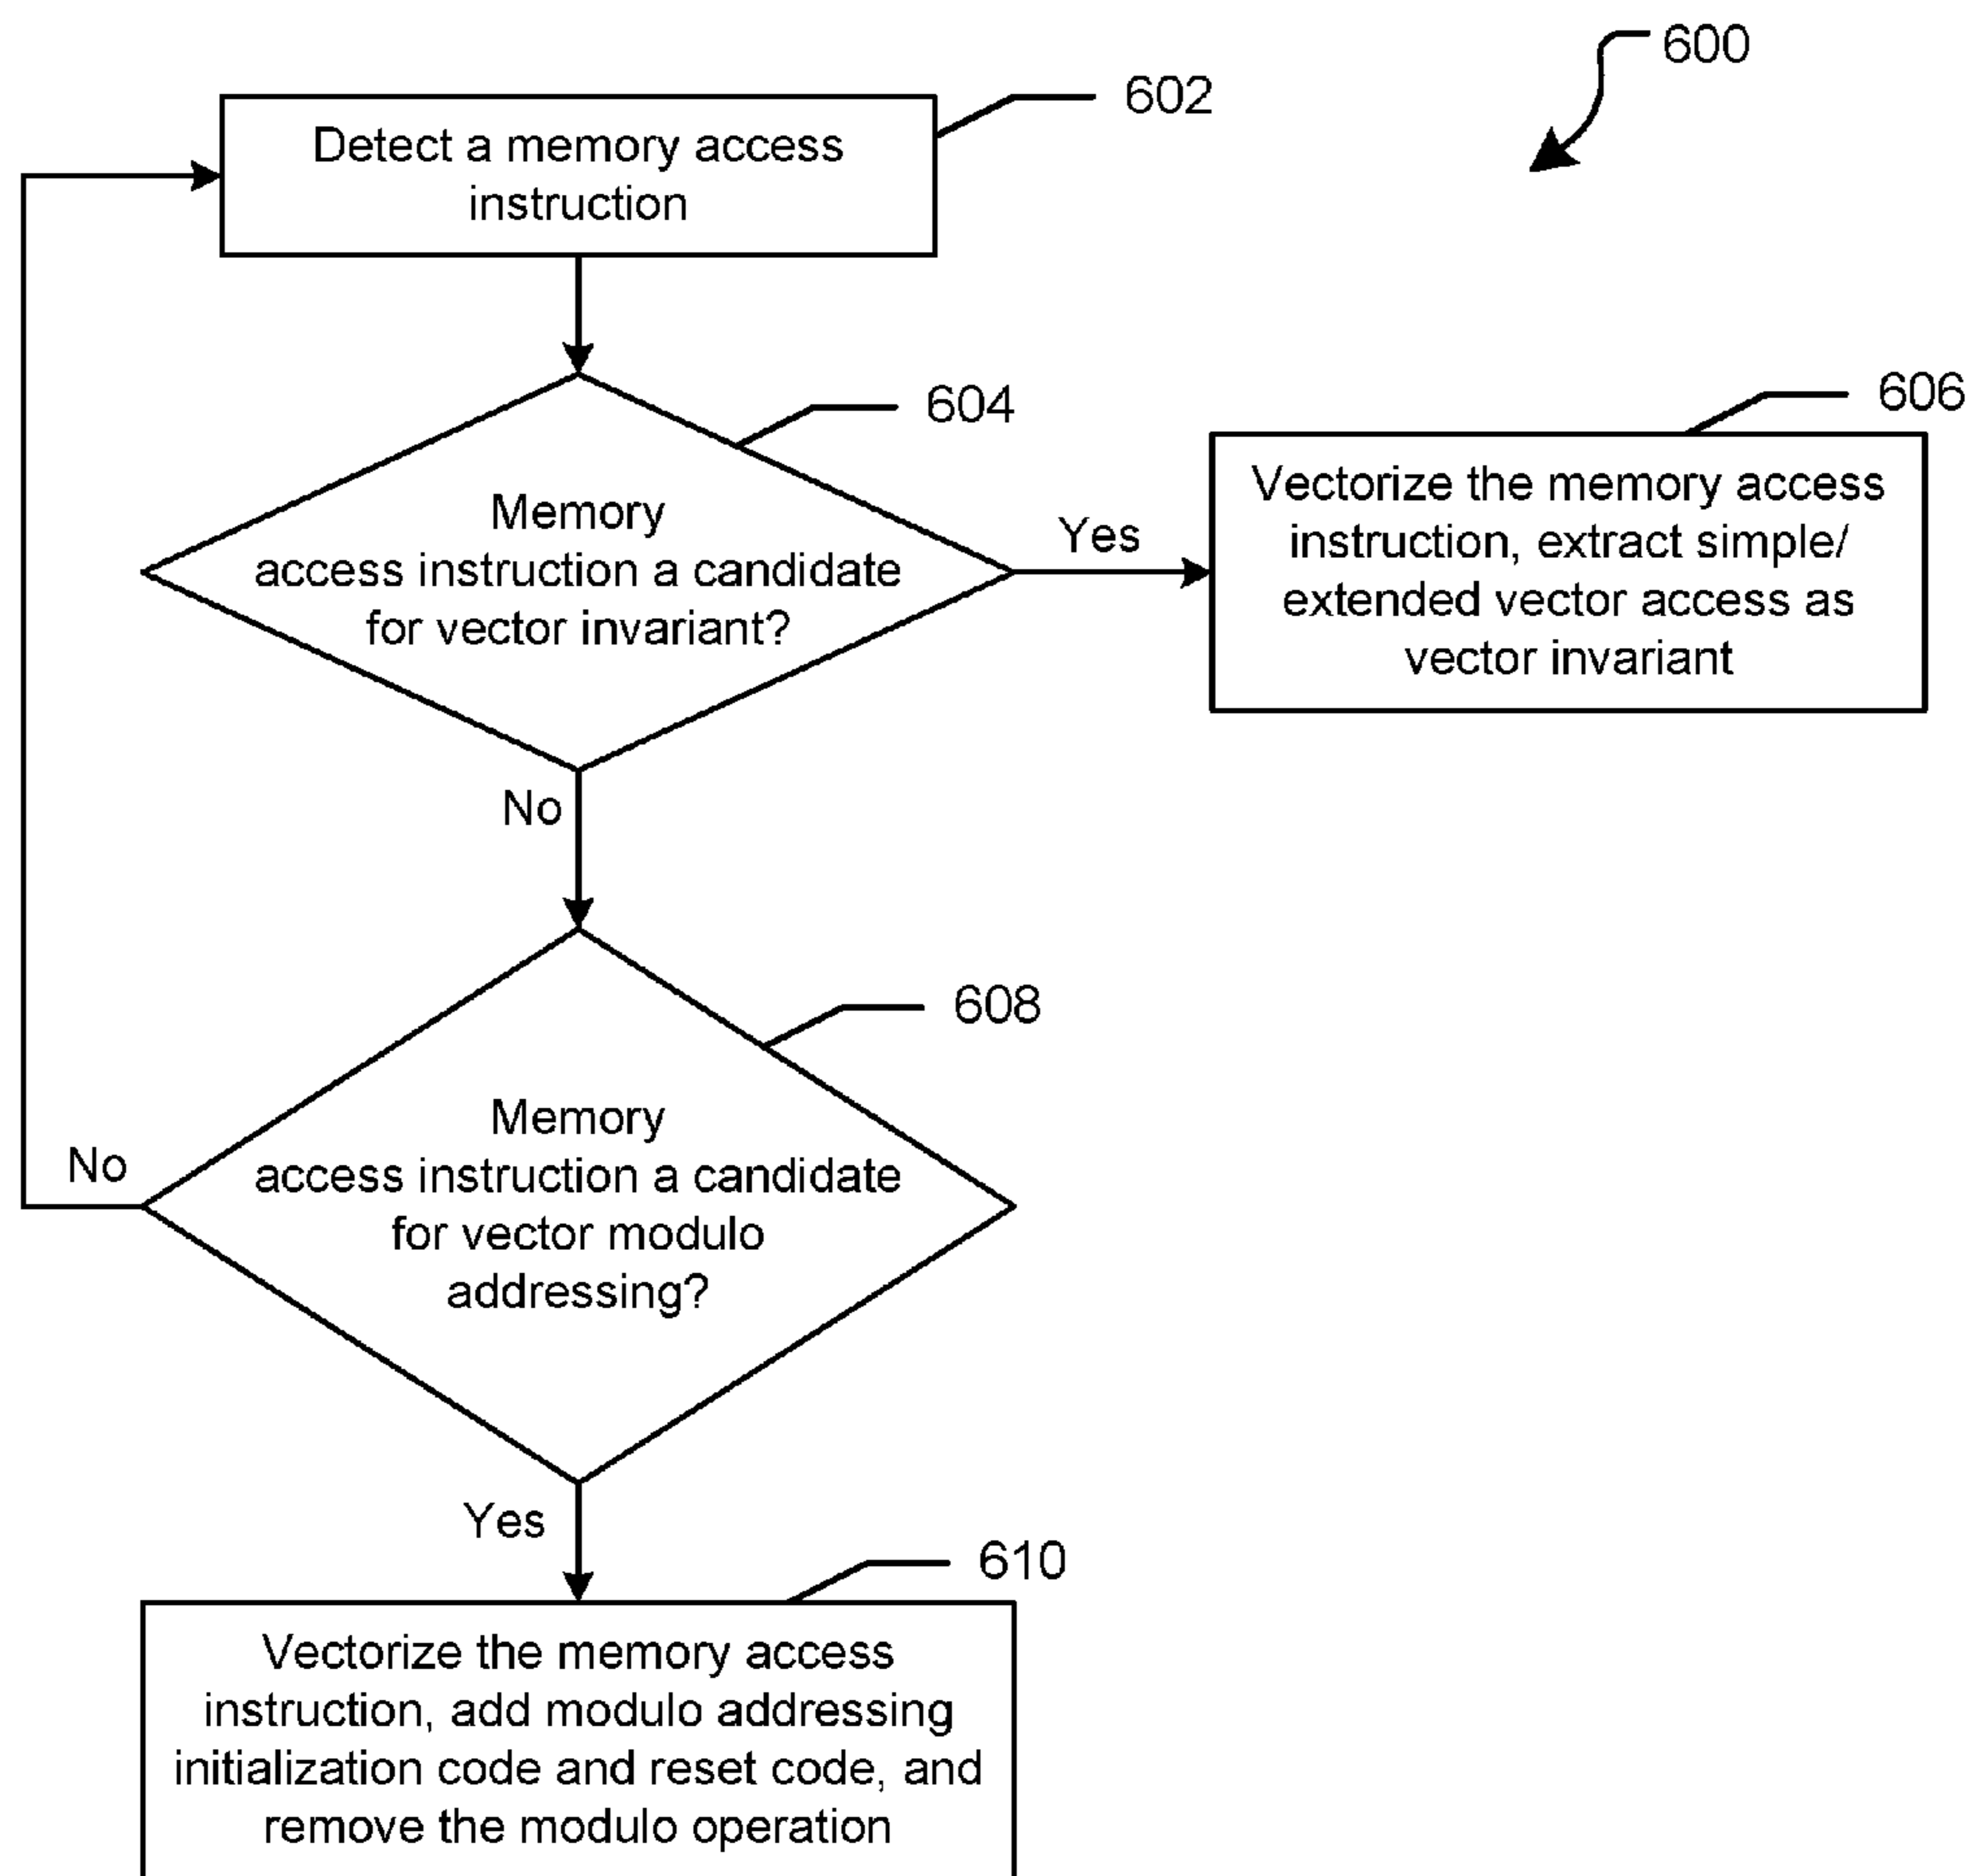 600
602
Detect a memory access
instruction
604
Memory
access instruction a candidate
for vector invariant?
Yes
606
Vectorize the memory access
instruction, extract simple/
extended vector access as
vector invariant
No
608
Memory
access instruction a candidate
for vector modulo
addressing?
No
Yes
610
Vectorize the memory access
instruction, add modulo addressing
initialization code and reset code, and
remove the modulo operation